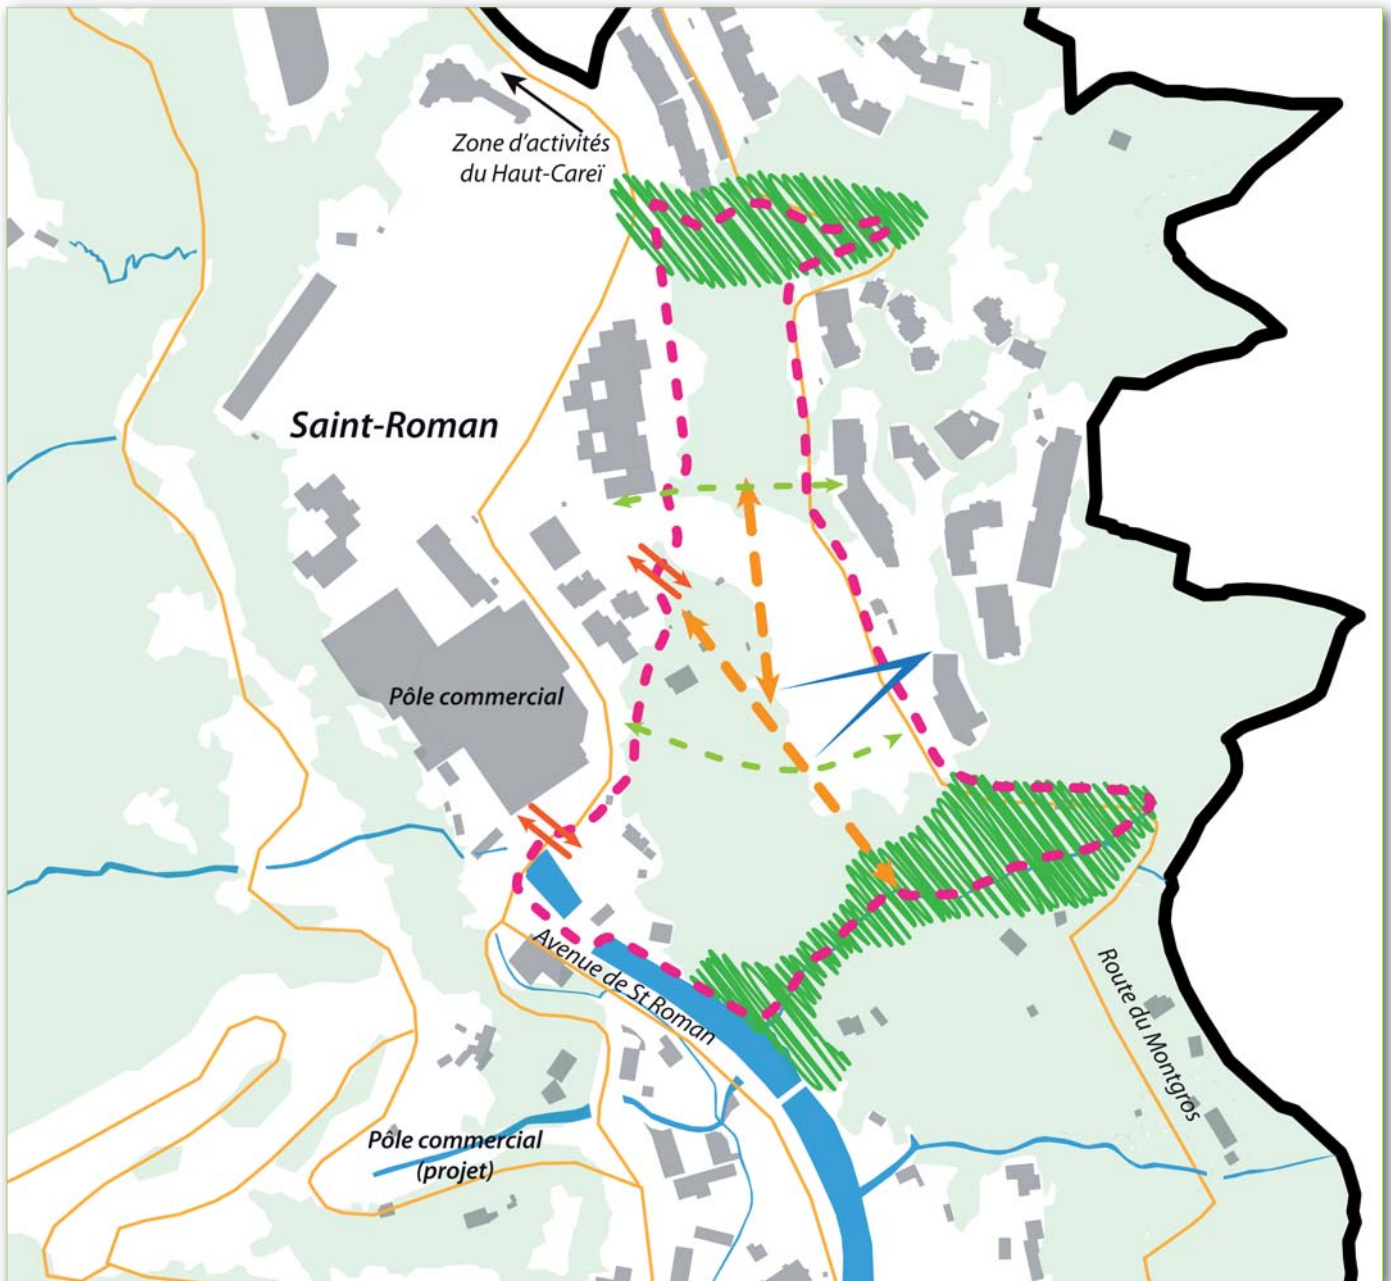 Zone d'activités
du Haut-Careï
Saint-Roman
Pôle commercial
Avenue de St Roman
Route du Montgros
Pôle commercial
(projet)